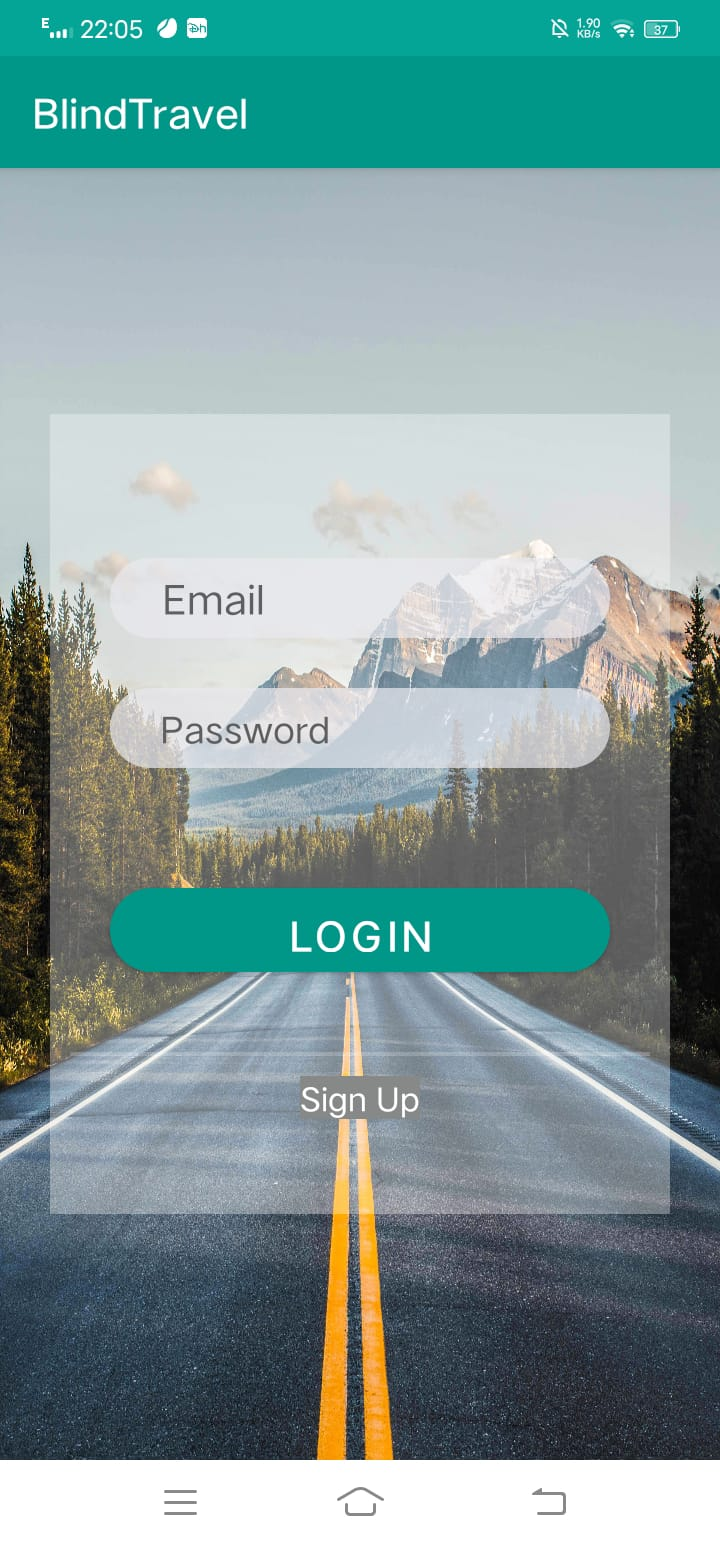 E 22:05 1.90 KB/s 37
BlindTravel
Email
Password
LOGIN
Sign Up